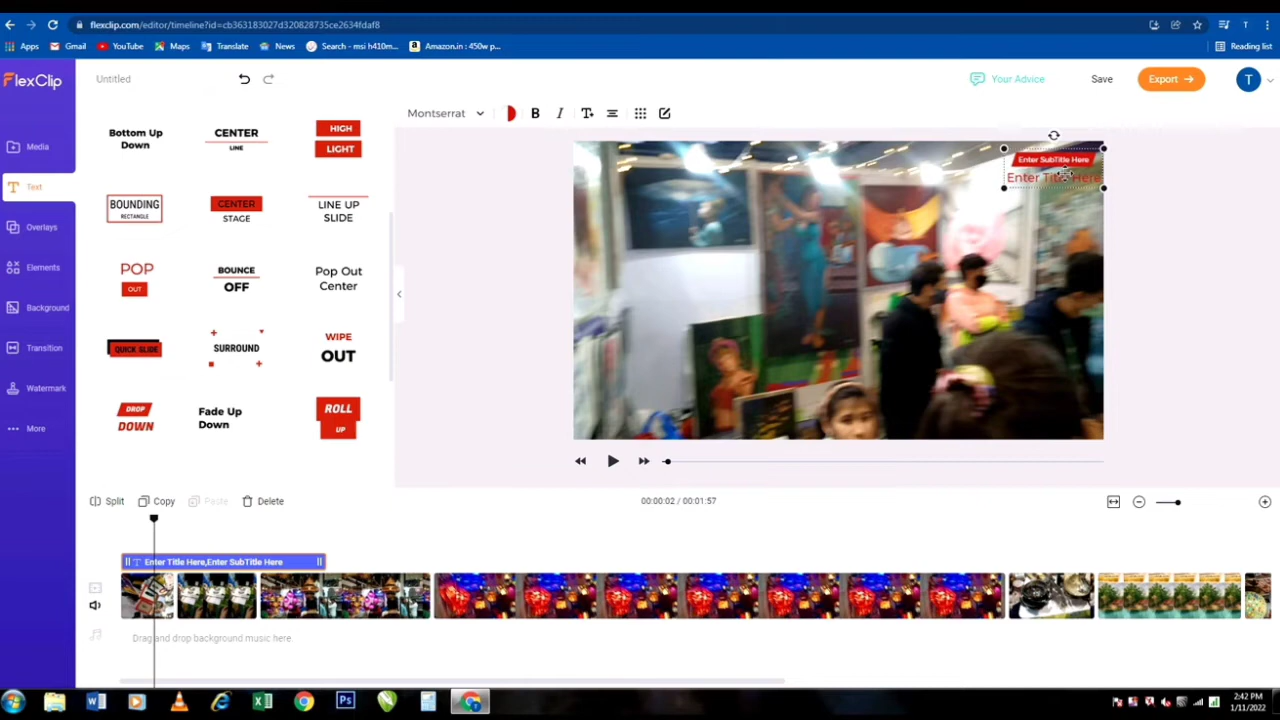 flexclip.com/editor/timeline?id=cb363183027d320828735ce2634fdaf8
T
Apps
Gmail
YouTube
Maps
Translate
News
Search - msi h410m...
Amazon.in : 450w p...
Reading list
FlexClip
Untitled
Your Advice
Save
Export
T
Media
Text
Overlays
Elements
Background
Transition
Watermark
More
Bottom Up
Down
CENTER
LINE
HIGH
LIGHT
BOUNDING
RECTANGLE
CENTER
STAGE
LINE UP
SLIDE
POP
OUT
BOUNCE
OFF
Pop Out
Center
QUICK SLIDE
SURROUND
WIPE
OUT
DROP
DOWN
Fade Up
Down
ROLL
UP
Montserrat
B
I
T
Enter SubTitle Here
Enter Title Here
Split
Copy
Paste
Delete
00:00:02 / 00:01:57
T Enter Title Here,Enter SubTitle Here
Drag and drop background music here.
2:42 PM
1/11/2022